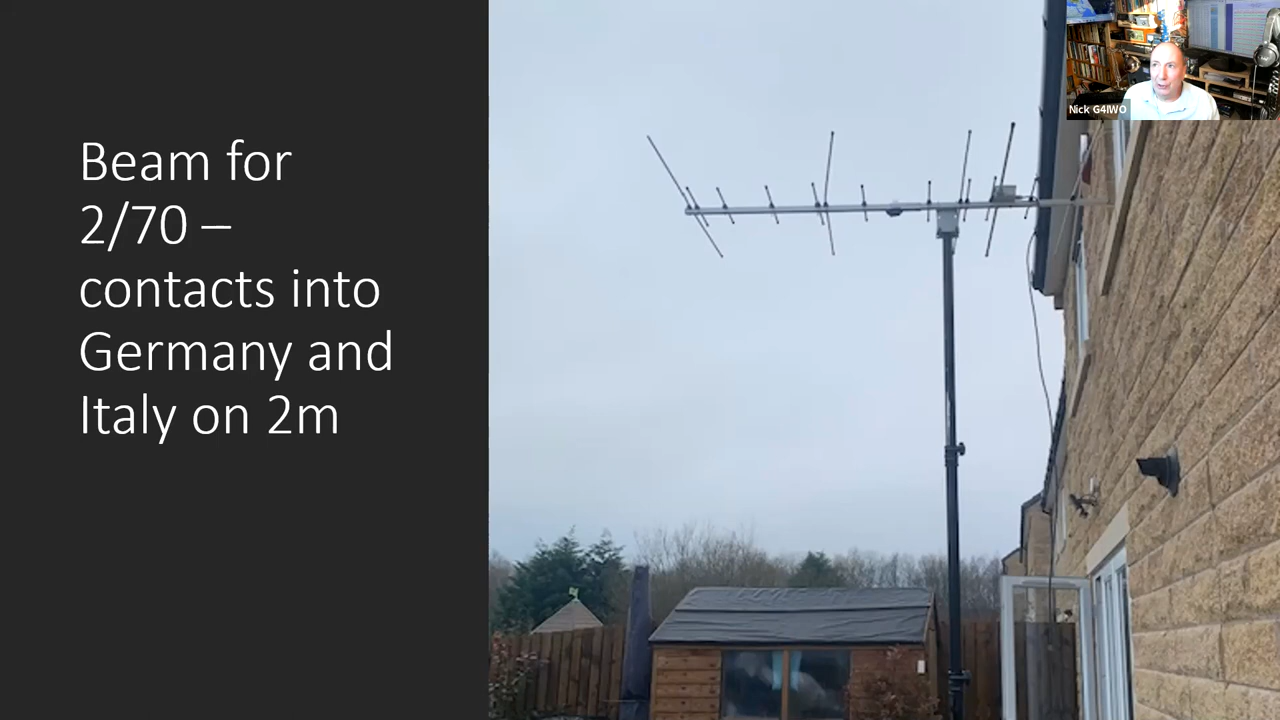 Beam for
2/70 –
contacts into
Germany and
Italy on 2m
Nick G4IWO